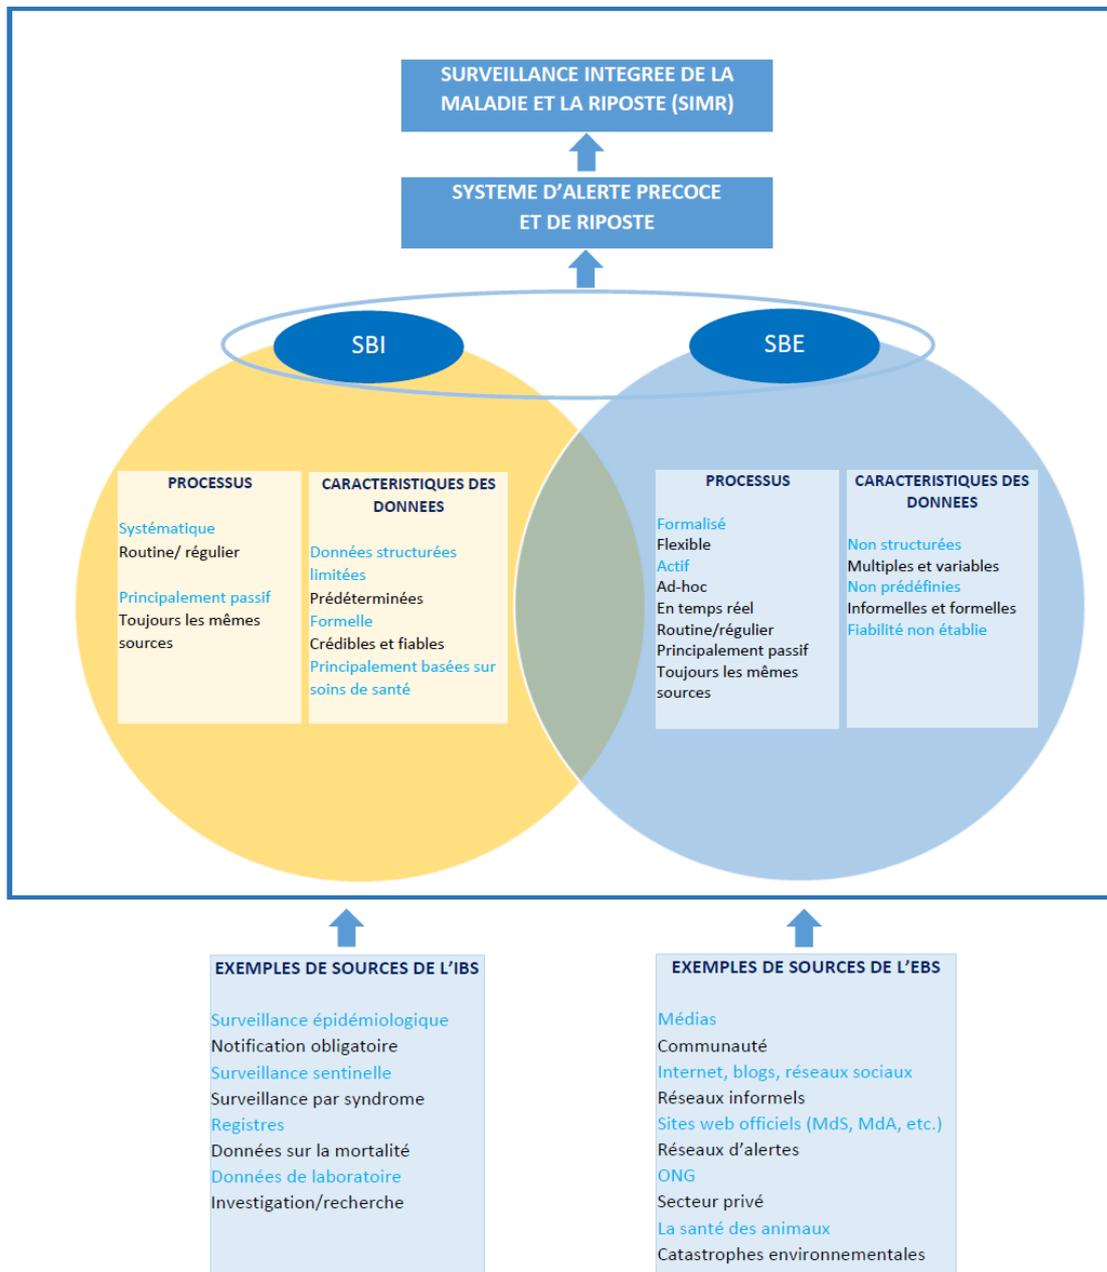 SURVEILLANCE INTEGREE DE LA
MALADIE ET LA RIPOSTE (SIMR)
SYSTEME D'ALERTE PRECOCE
ET DE RIPOSTE
SBI
SBE
PROCESSUS
Systématique
Routine/ régulier
Principalement passif
Toujours les mêmes
sources
CARACTERISTIQUES DES
DONNEES
Données structurées
limitées
Prédéterminées
Formelle
Crédibles et fiables
Principalement basées sur
soins de santé
PROCESSUS
Formalisé
Flexible
Actif
Ad-hoc
En temps réel
Routine/régulier
Principalement passif
Toujours les mêmes
sources
CARACTERISTIQUES DES
DONNEES
Non structurées
Multiples et variables
Non prédéfinies
Informelles et formelles
Fiabilité non établie
EXEMPLES DE SOURCES DE L'IBS
Surveillance épidémiologique
Notification obligatoire
Surveillance sentinelle
Surveillance par syndrome
Registres
Données sur la mortalité
Données de laboratoire
Investigation/recherche
EXEMPLES DE SOURCES DE L'EBS
Médias
Communauté
Internet, blogs, réseaux sociaux
Réseaux informels
Sites web officiels (MdS, MdA, etc.)
Réseaux d'alertes
ONG
Secteur privé
La santé des animaux
Catastrophes environnementales